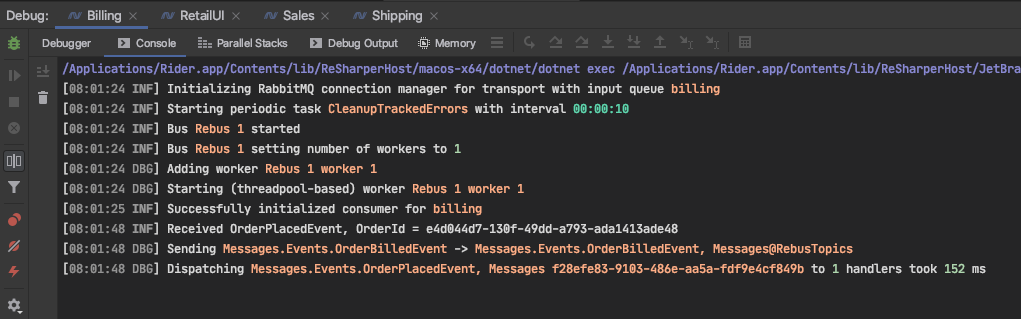 Debug: Billing RetailUI Sales Shipping
Debugger Console Parallel Stacks Debug Output Memory
/Applications/Rider.app/Contents/lib/ReSharperHost/macos-x64/dotnet/dotnet exec /Applications/Rider.app/Contents/lib/ReSharperHost/JetBra
[08:01:24 INF] Initializing RabbitMQ connection manager for transport with input queue billing
[08:01:24 INF] Starting periodic task CleanupTrackedErrors with interval 00:00:10
[08:01:24 INF] Bus Rebus 1 started
[08:01:24 INF] Bus Rebus 1 setting number of workers to 1
[08:01:24 DBG] Adding worker Rebus 1 worker 1
[08:01:24 DBG] Starting (threadpool-based) worker Rebus 1 worker 1
[08:01:25 INF] Successfully initialized consumer for billing
[08:01:48 INF] Received OrderPlacedEvent, OrderId = e4d044d7-130f-49dd-a793-ada1413ade48
[08:01:48 DBG] Sending Messages.Events.OrderBilledEvent -> Messages.Events.OrderBilledEvent, Messages@RebusTopics
[08:01:48 DBG] Dispatching Messages.Events.OrderPlacedEvent, Messages f28efe83-9103-486e-aa5a-fdf9e4cf849b to 1 handlers took 152 ms